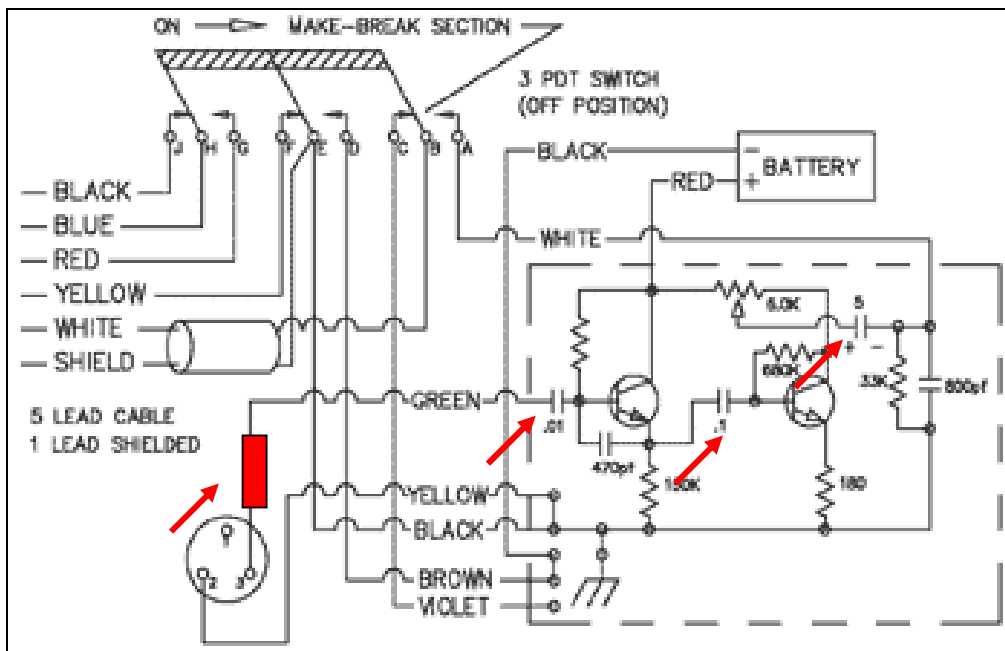 ON MAKE-BREAK SECTION
3 PDT SWITCH
(OFF POSITION)
J H G F E D C B A
BLACK
BATTERY
- 
+
RED
BLACK
BLUE
RED
YELLOW
WHITE
SHIELD
WHITE
5.0K
5
+ -
680K
33K
800pf
5 LEAD CABLE
1 LEAD SHIELDED
GREEN
.01
.1
470pf
180
YELLOW
BLACK
BROWN
VIOLET
1
2
3